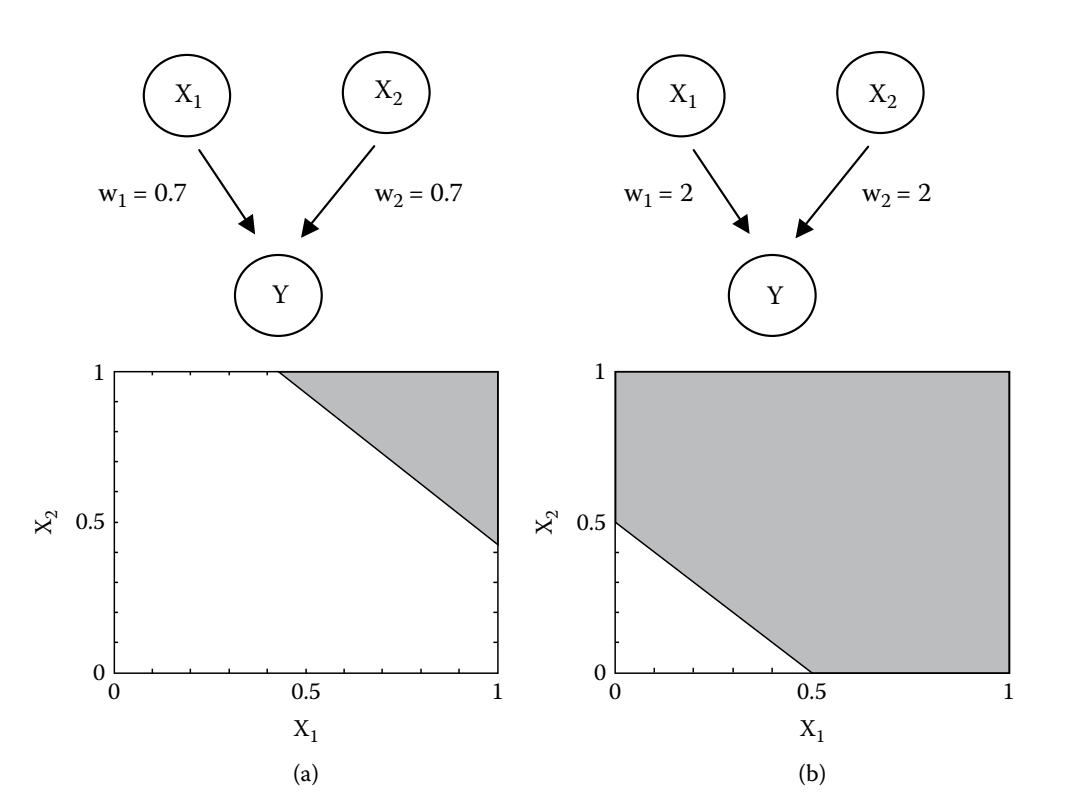 X₁ X₂ X₁ X₂
w₁ = 0.7 w₂ = 0.7 w₁ = 2 w₂ = 2
Y Y
1 1
X₂ 0.5 X₂ 0.5
0 0
0 0.5 1 0 0.5 1
X₁ X₁
(a) (b)